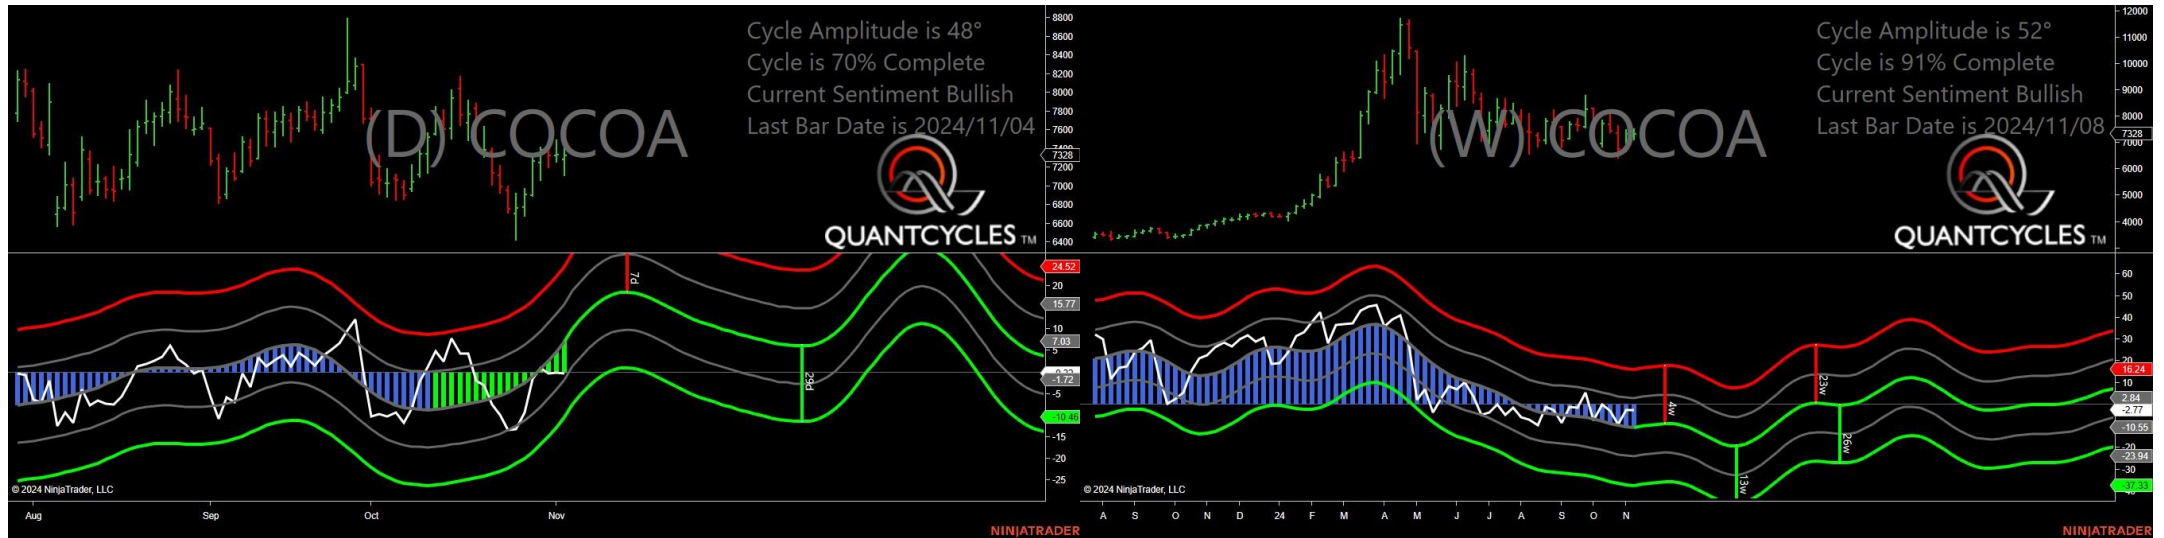 Cycle Amplitude is 48°
Cycle is 70% Complete
Current Sentiment Bullish
Last Bar Date is 2024/11/04
(D) COCOA
QUANTCYCLES TM
8800
8600
8400
8200
8000
7800
7600
7328
7200
7000
6800
6600
6400
24.52
20
15.77
10
7.03
5
-1.72
-5
-10.46
-15
-20
-25
7d
29d
© 2024 NinjaTrader, LLC
Aug
Sep
Oct
Nov
NINJATRADER
Cycle Amplitude is 52°
Cycle is 91% Complete
Current Sentiment Bullish
Last Bar Date is 2024/11/08
(W) COCOA
QUANTCYCLES TM
12000
11000
10000
9000
8000
7328
7000
6000
5000
4000
60
50
40
30
20
16.24
10
2.84
-2.77
-10.55
-20
-23.94
-30
-37.33
4w
13w
23w
26w
© 2024 NinjaTrader, LLC
A
S
O
N
D
24
F
M
A
M
J
J
A
S
O
N
NINJATRADER